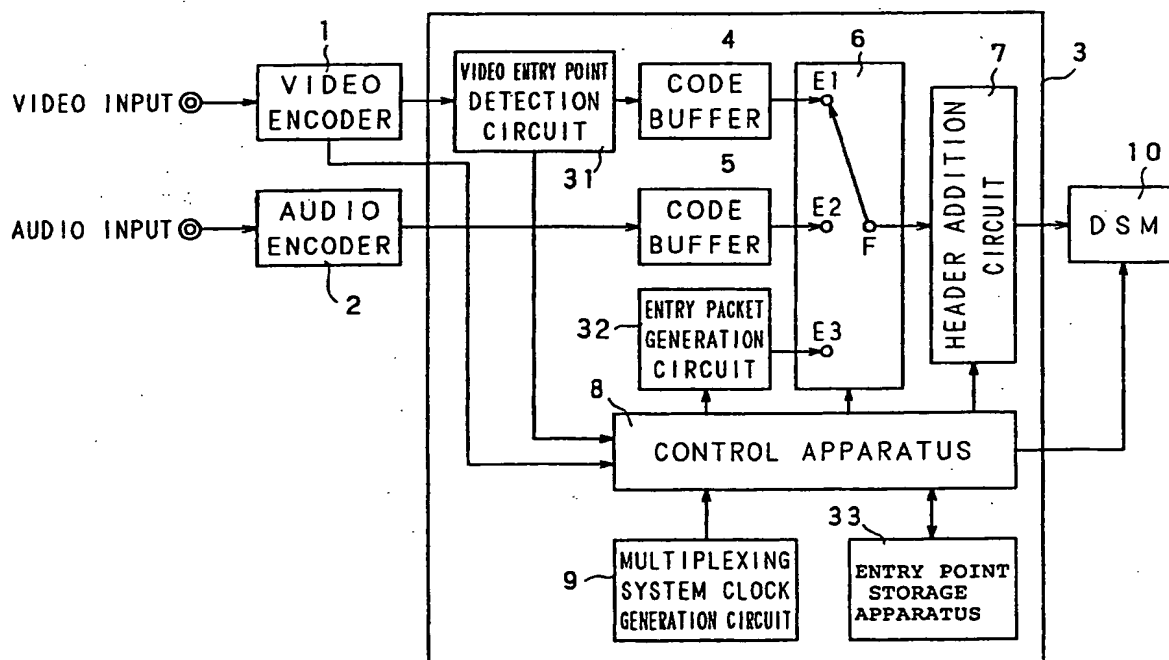 1
4
6
7
3
VIDEO INPUT
VIDEO
ENCODER
VIDEO ENTRY POINT
DETECTION
CIRCUIT
31
CODE
BUFFER
E1
HEADER ADDITION
CIRCUIT
10
DSM
5
AUDIO INPUT
AUDIO
ENCODER
2
CODE
BUFFER
E2
F
32
ENTRY PACKET
GENERATION
CIRCUIT
E3
8
CONTROL APPARATUS
9
MULTIPLEXING
SYSTEM CLOCK
GENERATION CIRCUIT
33
ENTRY POINT
STORAGE
APPARATUS